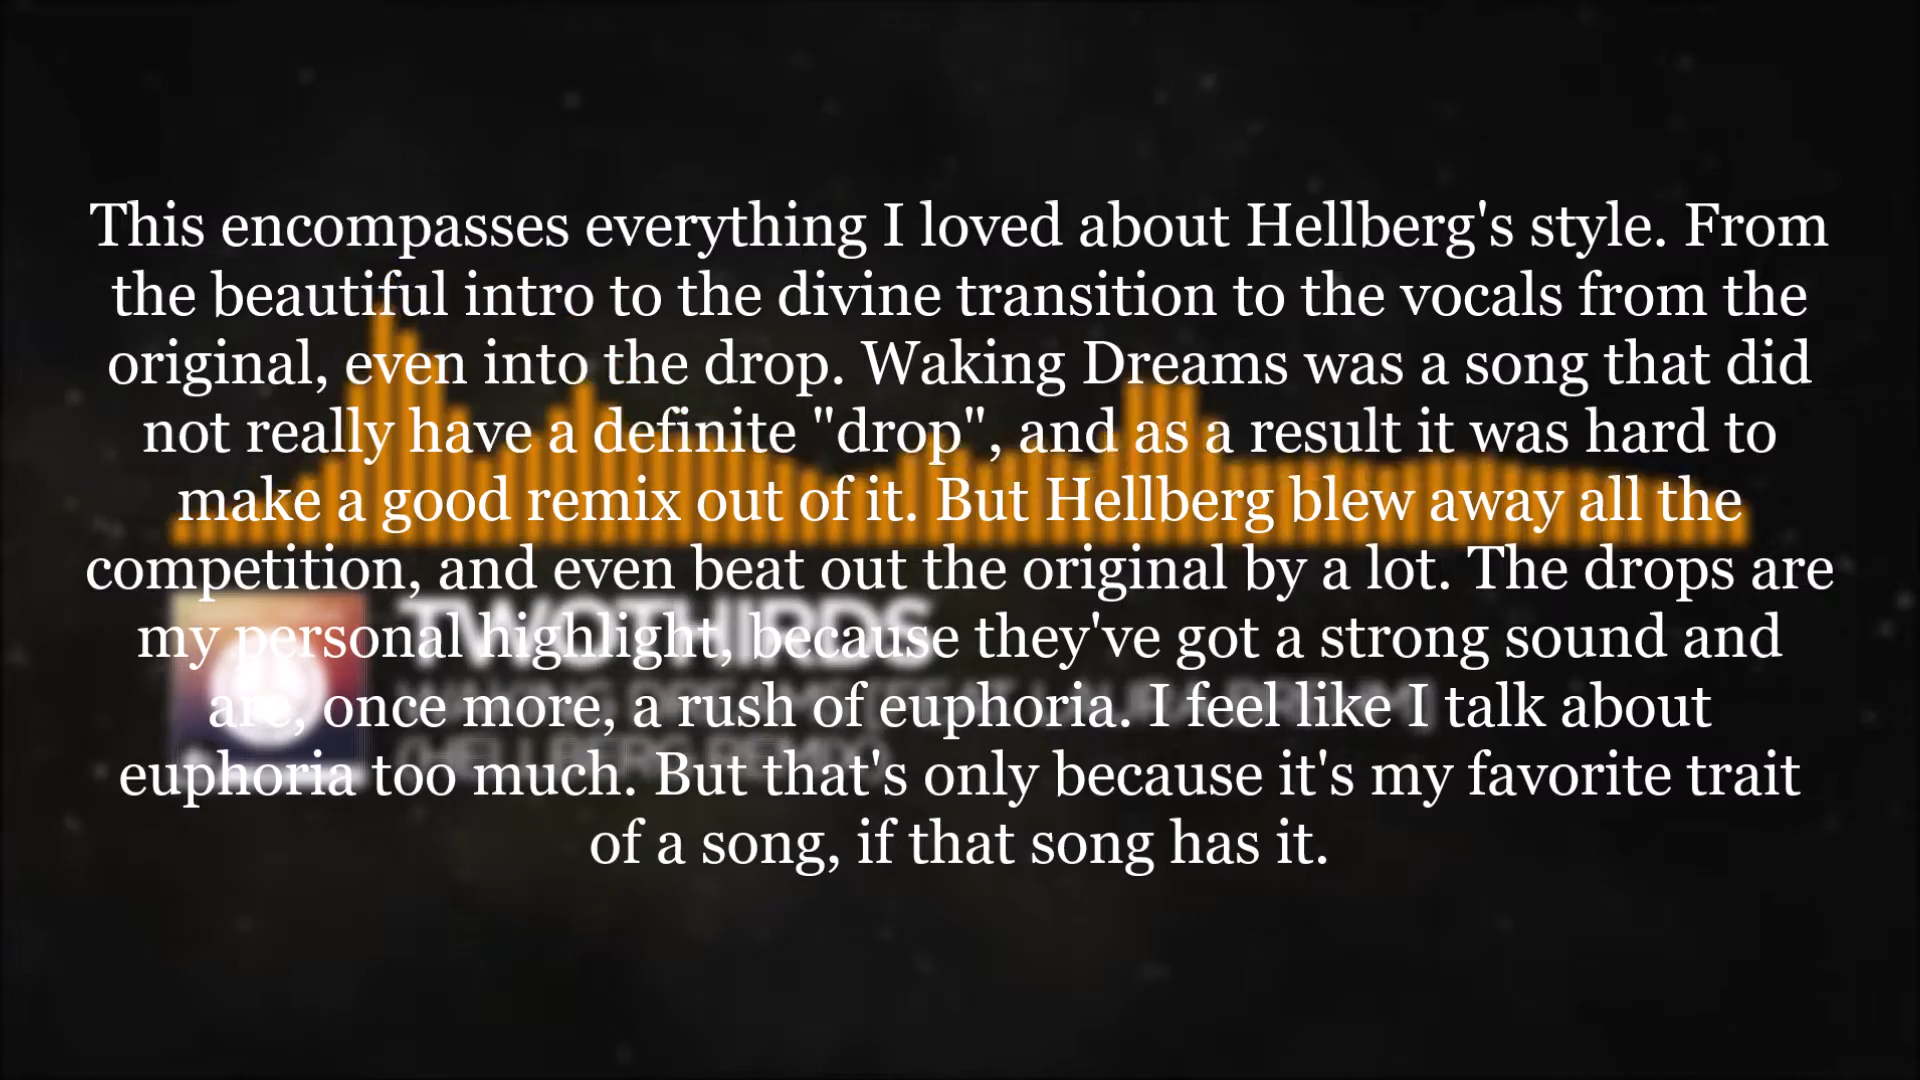 This encompasses everything I loved about Hellberg's style. From
the beautiful intro to the divine transition to the vocals from the
original, even into the drop. Waking Dreams was a song that did
not really have a definite "drop", and as a result it was hard to
make a good remix out of it. But Hellberg blew away all the
competition, and even beat out the original by a lot. The drops are
my personal highlight, because they've got a strong sound and
are, once more, a rush of euphoria. I feel like I talk about
euphoria too much. But that's only because it's my favorite trait
of a song, if that song has it.
TWOTHIRDS
(HELLBERG REMIX)